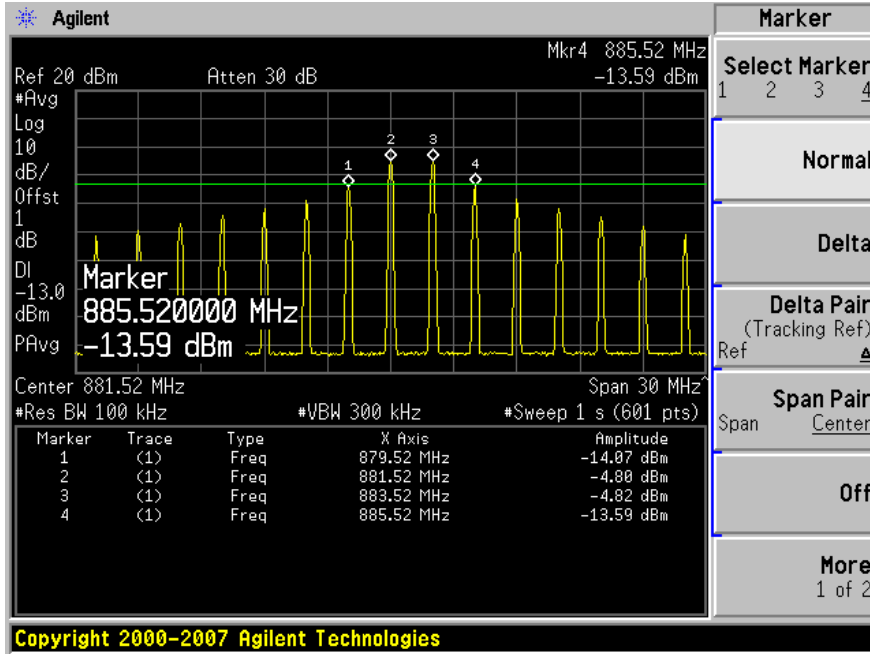 Agilent
Marker
Mkr4 885.52 MHz
Ref 20 dBm Atten 30 dB -13.59 dBm
#Avg
Log
10
dB/
Offst
1
dB
DI
-13.0
dBm
PAvg
1
2
3
4
Marker
885.520000 MHz
-13.59 dBm
Center 881.52 MHz Span 30 MHz^
#Res BW 100 kHz #VBW 300 kHz #Sweep 1 s (601 pts)
Marker Trace Type X Axis Amplitude
1 (1) Freq 879.52 MHz -14.07 dBm
2 (1) Freq 881.52 MHz -4.80 dBm
3 (1) Freq 883.52 MHz -4.82 dBm
4 (1) Freq 885.52 MHz -13.59 dBm
Select Marker
1 2 3 4
Normal
Delta
Delta Pair
(Tracking Ref)
Ref Δ
Span Pair
Span Center
Off
More
1 of 2
Copyright 2000-2007 Agilent Technologies